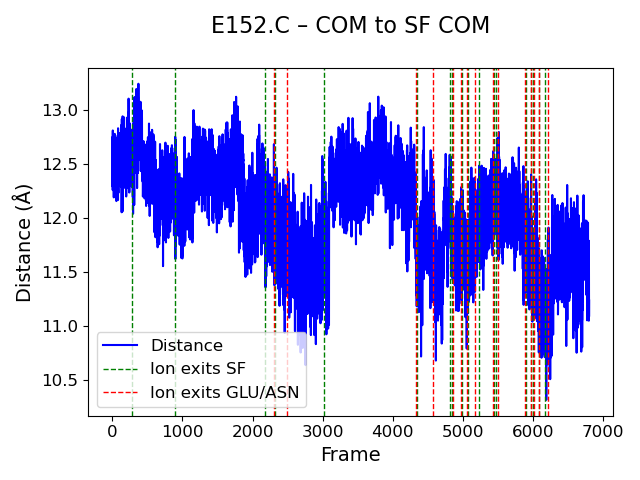 E152.C – COM to SF COM
Distance (Å)
13.0
12.5
12.0
11.5
11.0
10.5
Distance
Ion exits SF
Ion exits GLU/ASN
0 1000 2000 3000 4000 5000 6000 7000
Frame